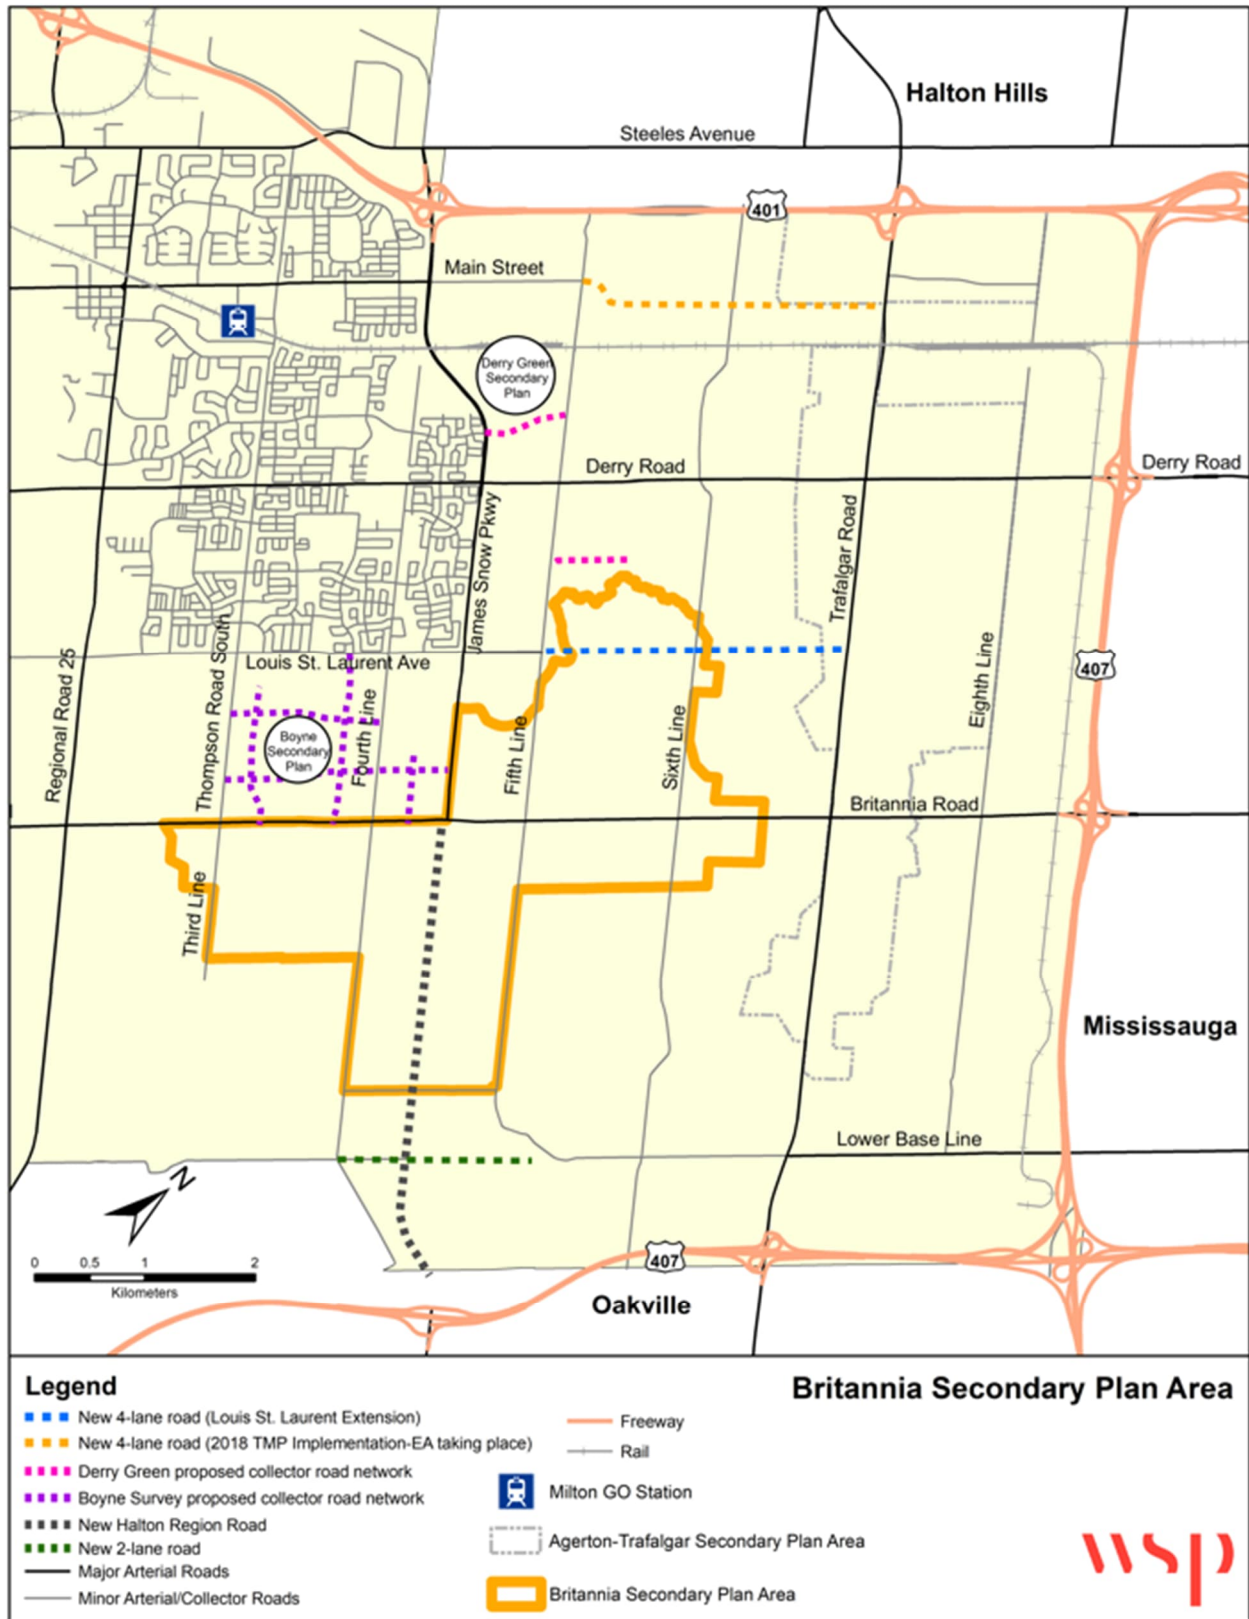 Halton Hills
Steeles Avenue
401
Main Street
Derry Green
Secondary
Plan
Derry Road
Derry Road
James Snow Pkwy
Trafalgar Road
Thompson Road South
Louis St. Laurent Ave
Regional Road 25
Eighth Line
407
Fourth Line
Boyne
Secondary
Plan
Fifth Line
Sixth Line
Britannia Road
Third Line
Mississauga
Lower Base Line
N
0 0.5 1 2
Kilometers
407
Oakville
Legend
Britannia Secondary Plan Area
New 4-lane road (Louis St. Laurent Extension)
New 4-lane road (2018 TMP Implementation-EA taking place)
Derry Green proposed collector road network
Boyne Survey proposed collector road network
New Halton Region Road
New 2-lane road
Major Arterial Roads
Minor Arterial/Collector Roads
Freeway
Rail
Milton GO Station
Agerton-Trafalgar Secondary Plan Area
Britannia Secondary Plan Area
wsp